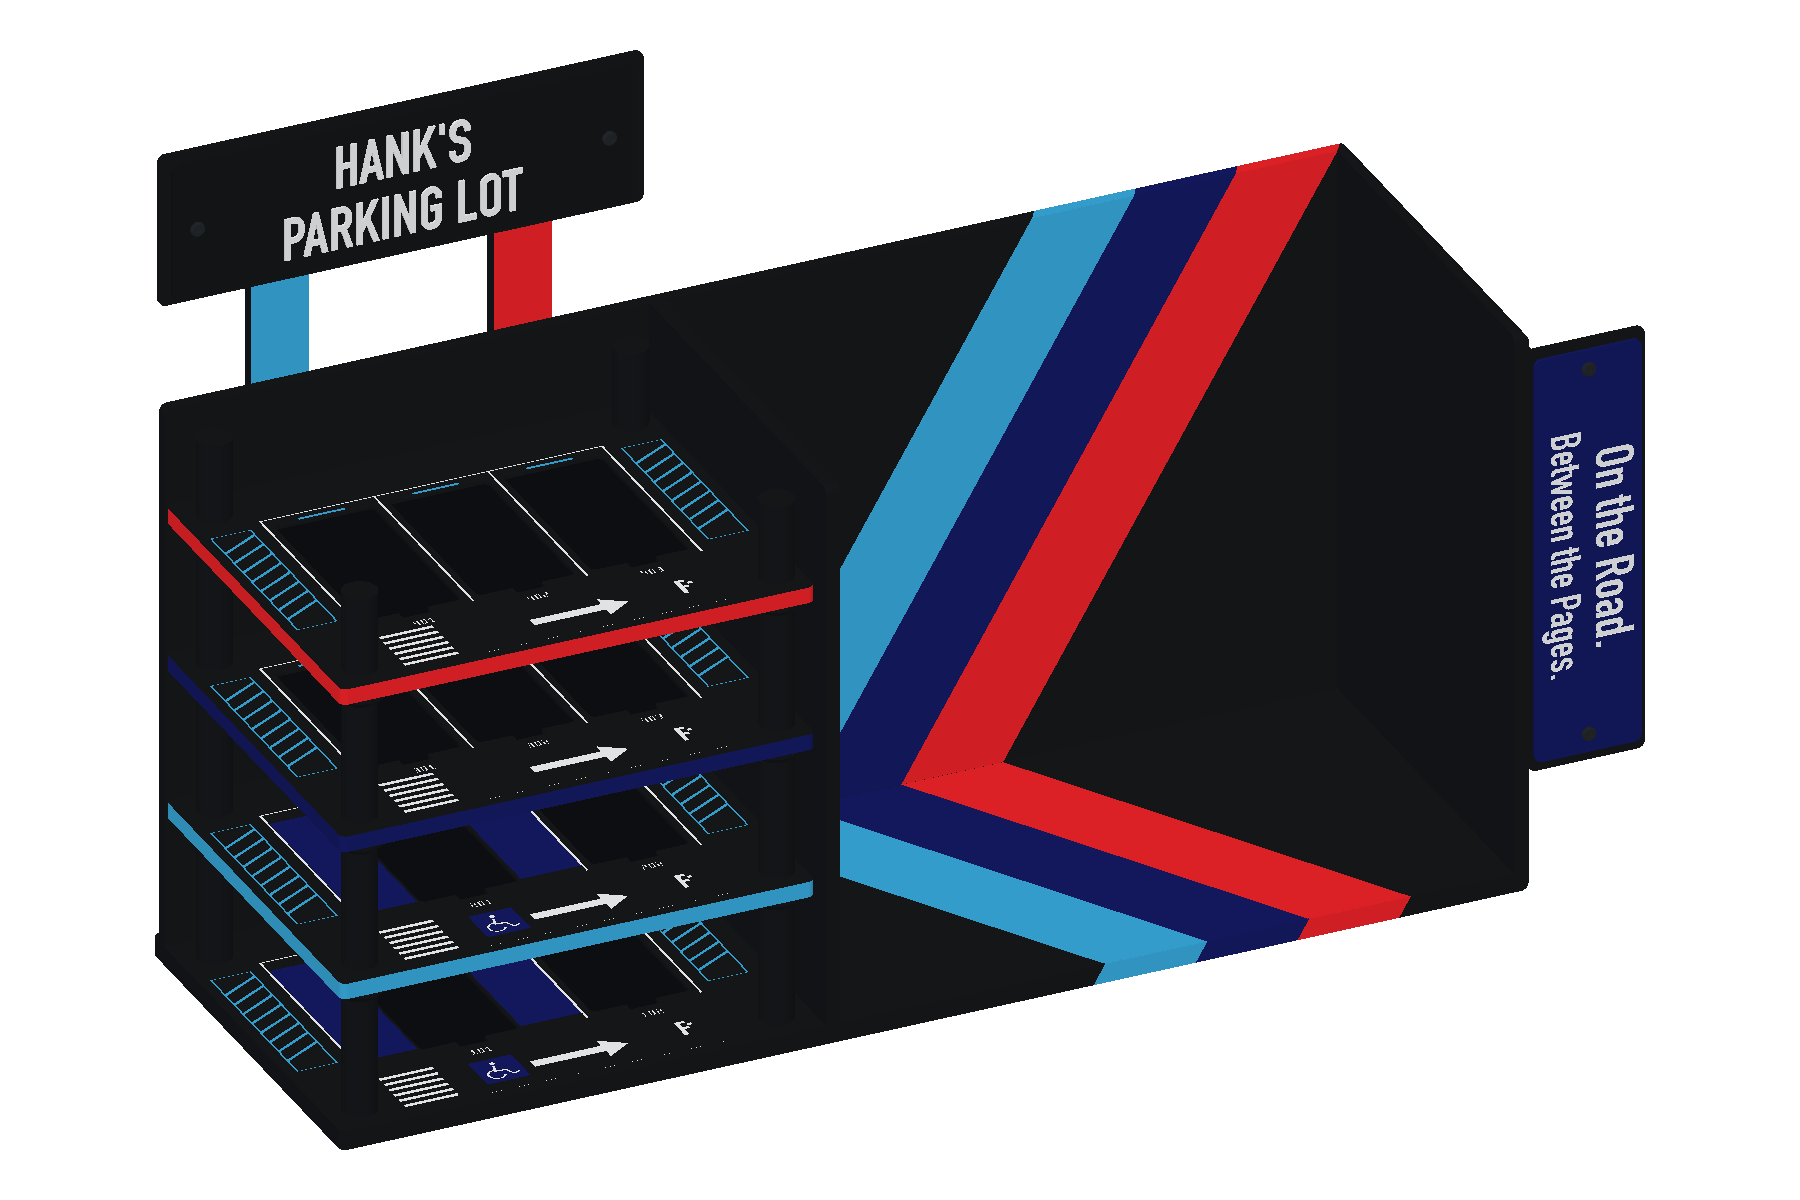 HANK'S
PARKING LOT
On the Road.
Between the Pages.